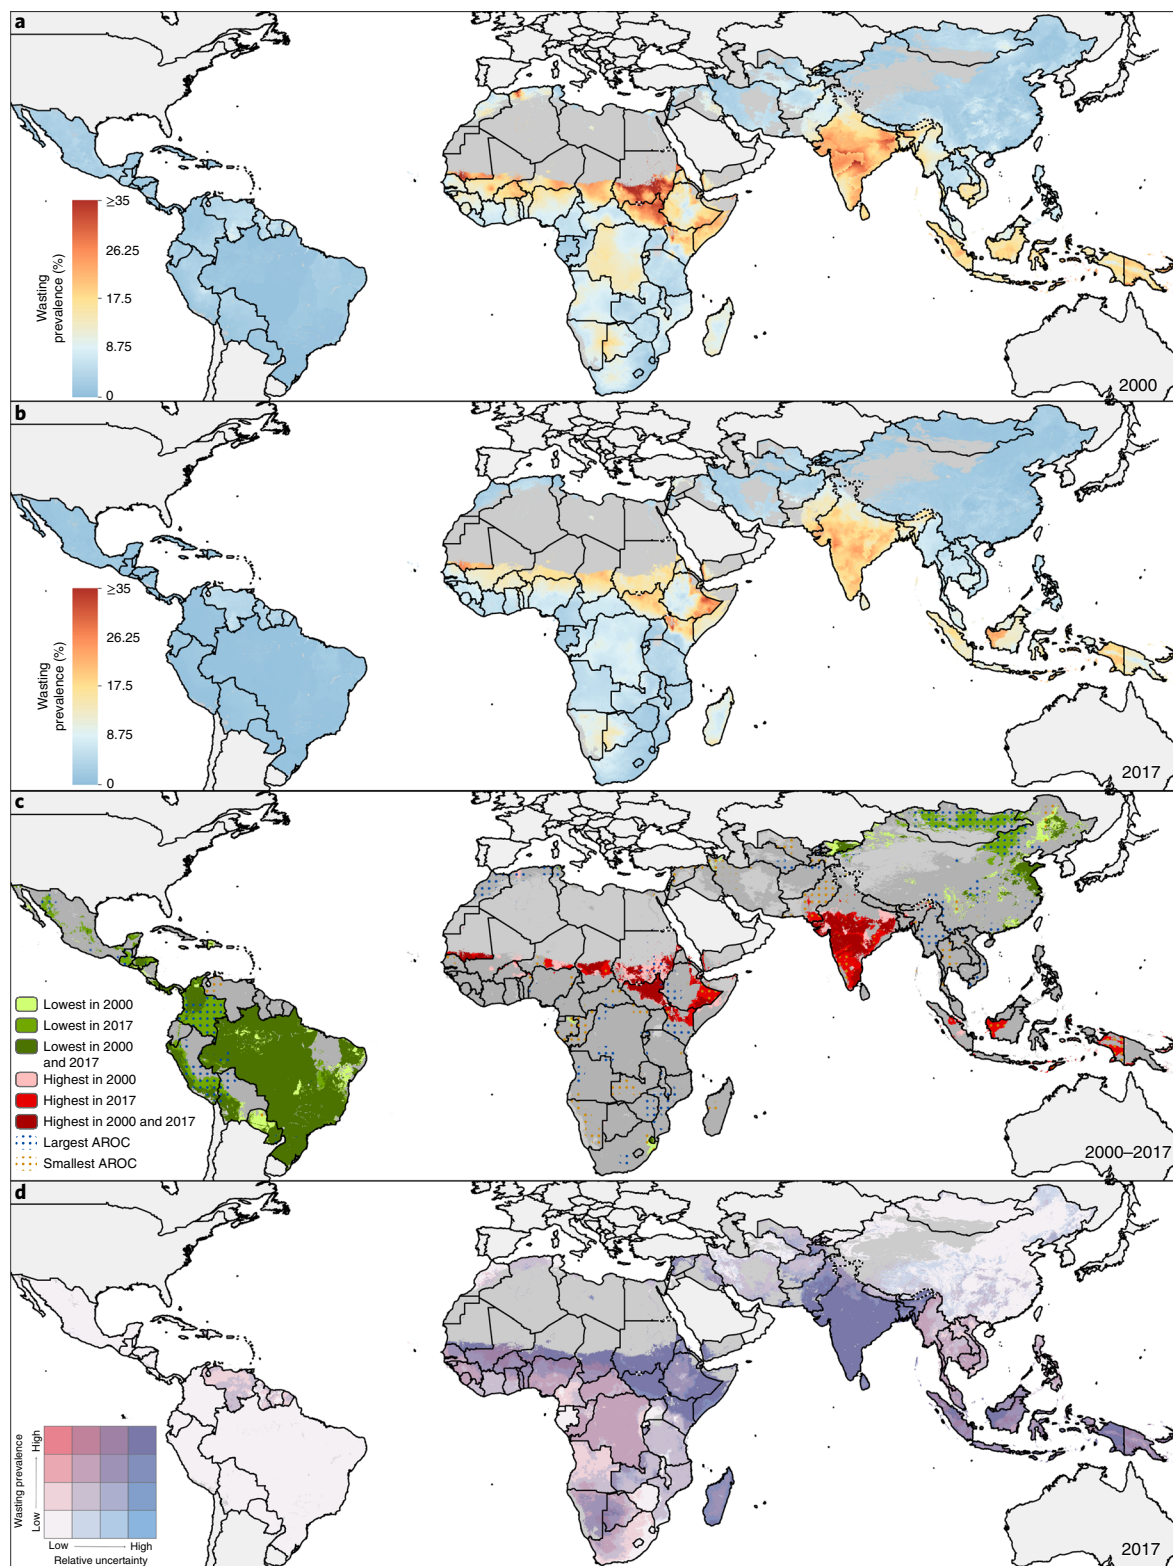 a
≥35
26.25
17.5
8.75
0
Wasting
prevalence (%)
2000
b
≥35
26.25
17.5
8.75
0
Wasting
prevalence (%)
2017
c
Lowest in 2000
Lowest in 2017
Lowest in 2000
and 2017
Highest in 2000
Highest in 2017
Highest in 2000 and 2017
Largest AROC
Smallest AROC
2000–2017
d
Wasting prevalence
High
Low
Low
High
Relative uncertainty
2017